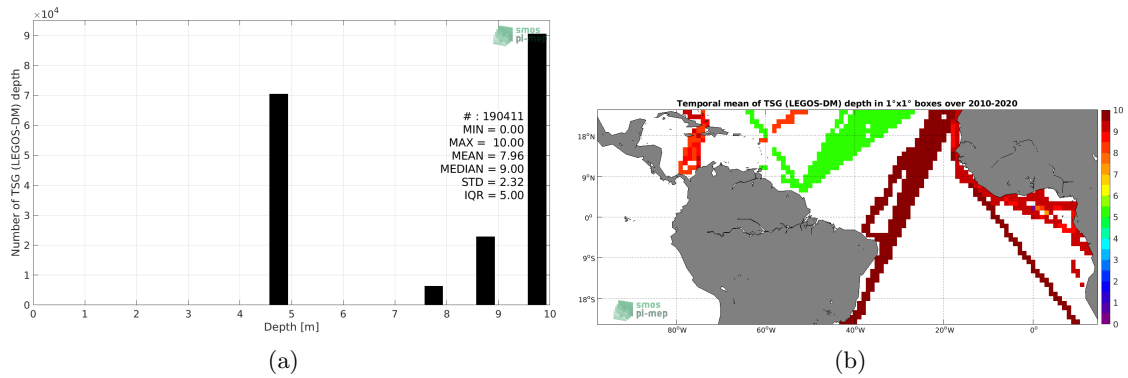 ×10⁴
9
8
7
6
5
4
3
2
1
0
Number of TSG (LEGOS-DM) depth
smos
pi-mep
# : 190411
MIN = 0.00
MAX = 10.00
MEAN = 7.96
MEDIAN = 9.00
STD = 2.32
IQR = 5.00
0 1 2 3 4 5 6 7 8 9 10
Depth [m]
(a)
Temporal mean of TSG (LEGOS-DM) depth in 1°x1° boxes over 2010-2020
18°N
9°N
0°
9°S
18°S
80°W 60°W 40°W 20°W 0°
smos
pi-mep
10
9
8
7
6
5
4
3
2
1
0
(b)